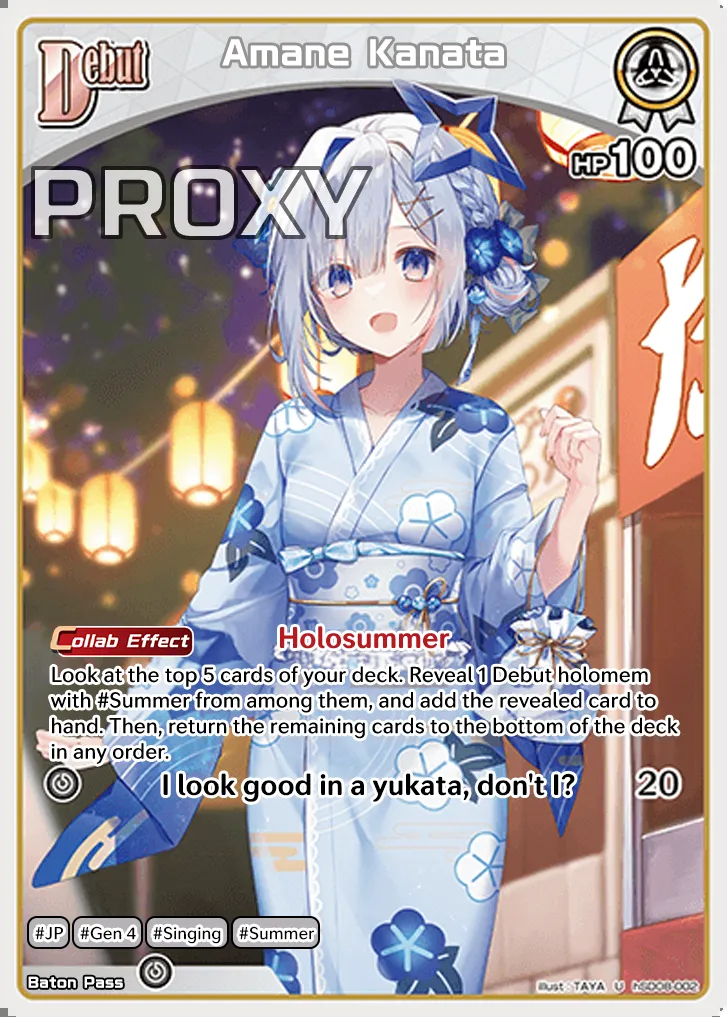 Debut
Amane Kanata
HP100
PROXY
Collab Effect
Holosummer
Look at the top 5 cards of your deck. Reveal 1 Debut holomem
with #Summer from among them, and add the revealed card to
hand. Then, return the remaining cards to the bottom of the deck
in any order.
I look good in a yukata, don't I? 20
#JP #Gen 4 #Singing #Summer
Baton Pass
illust : TAYA U hSD08-002